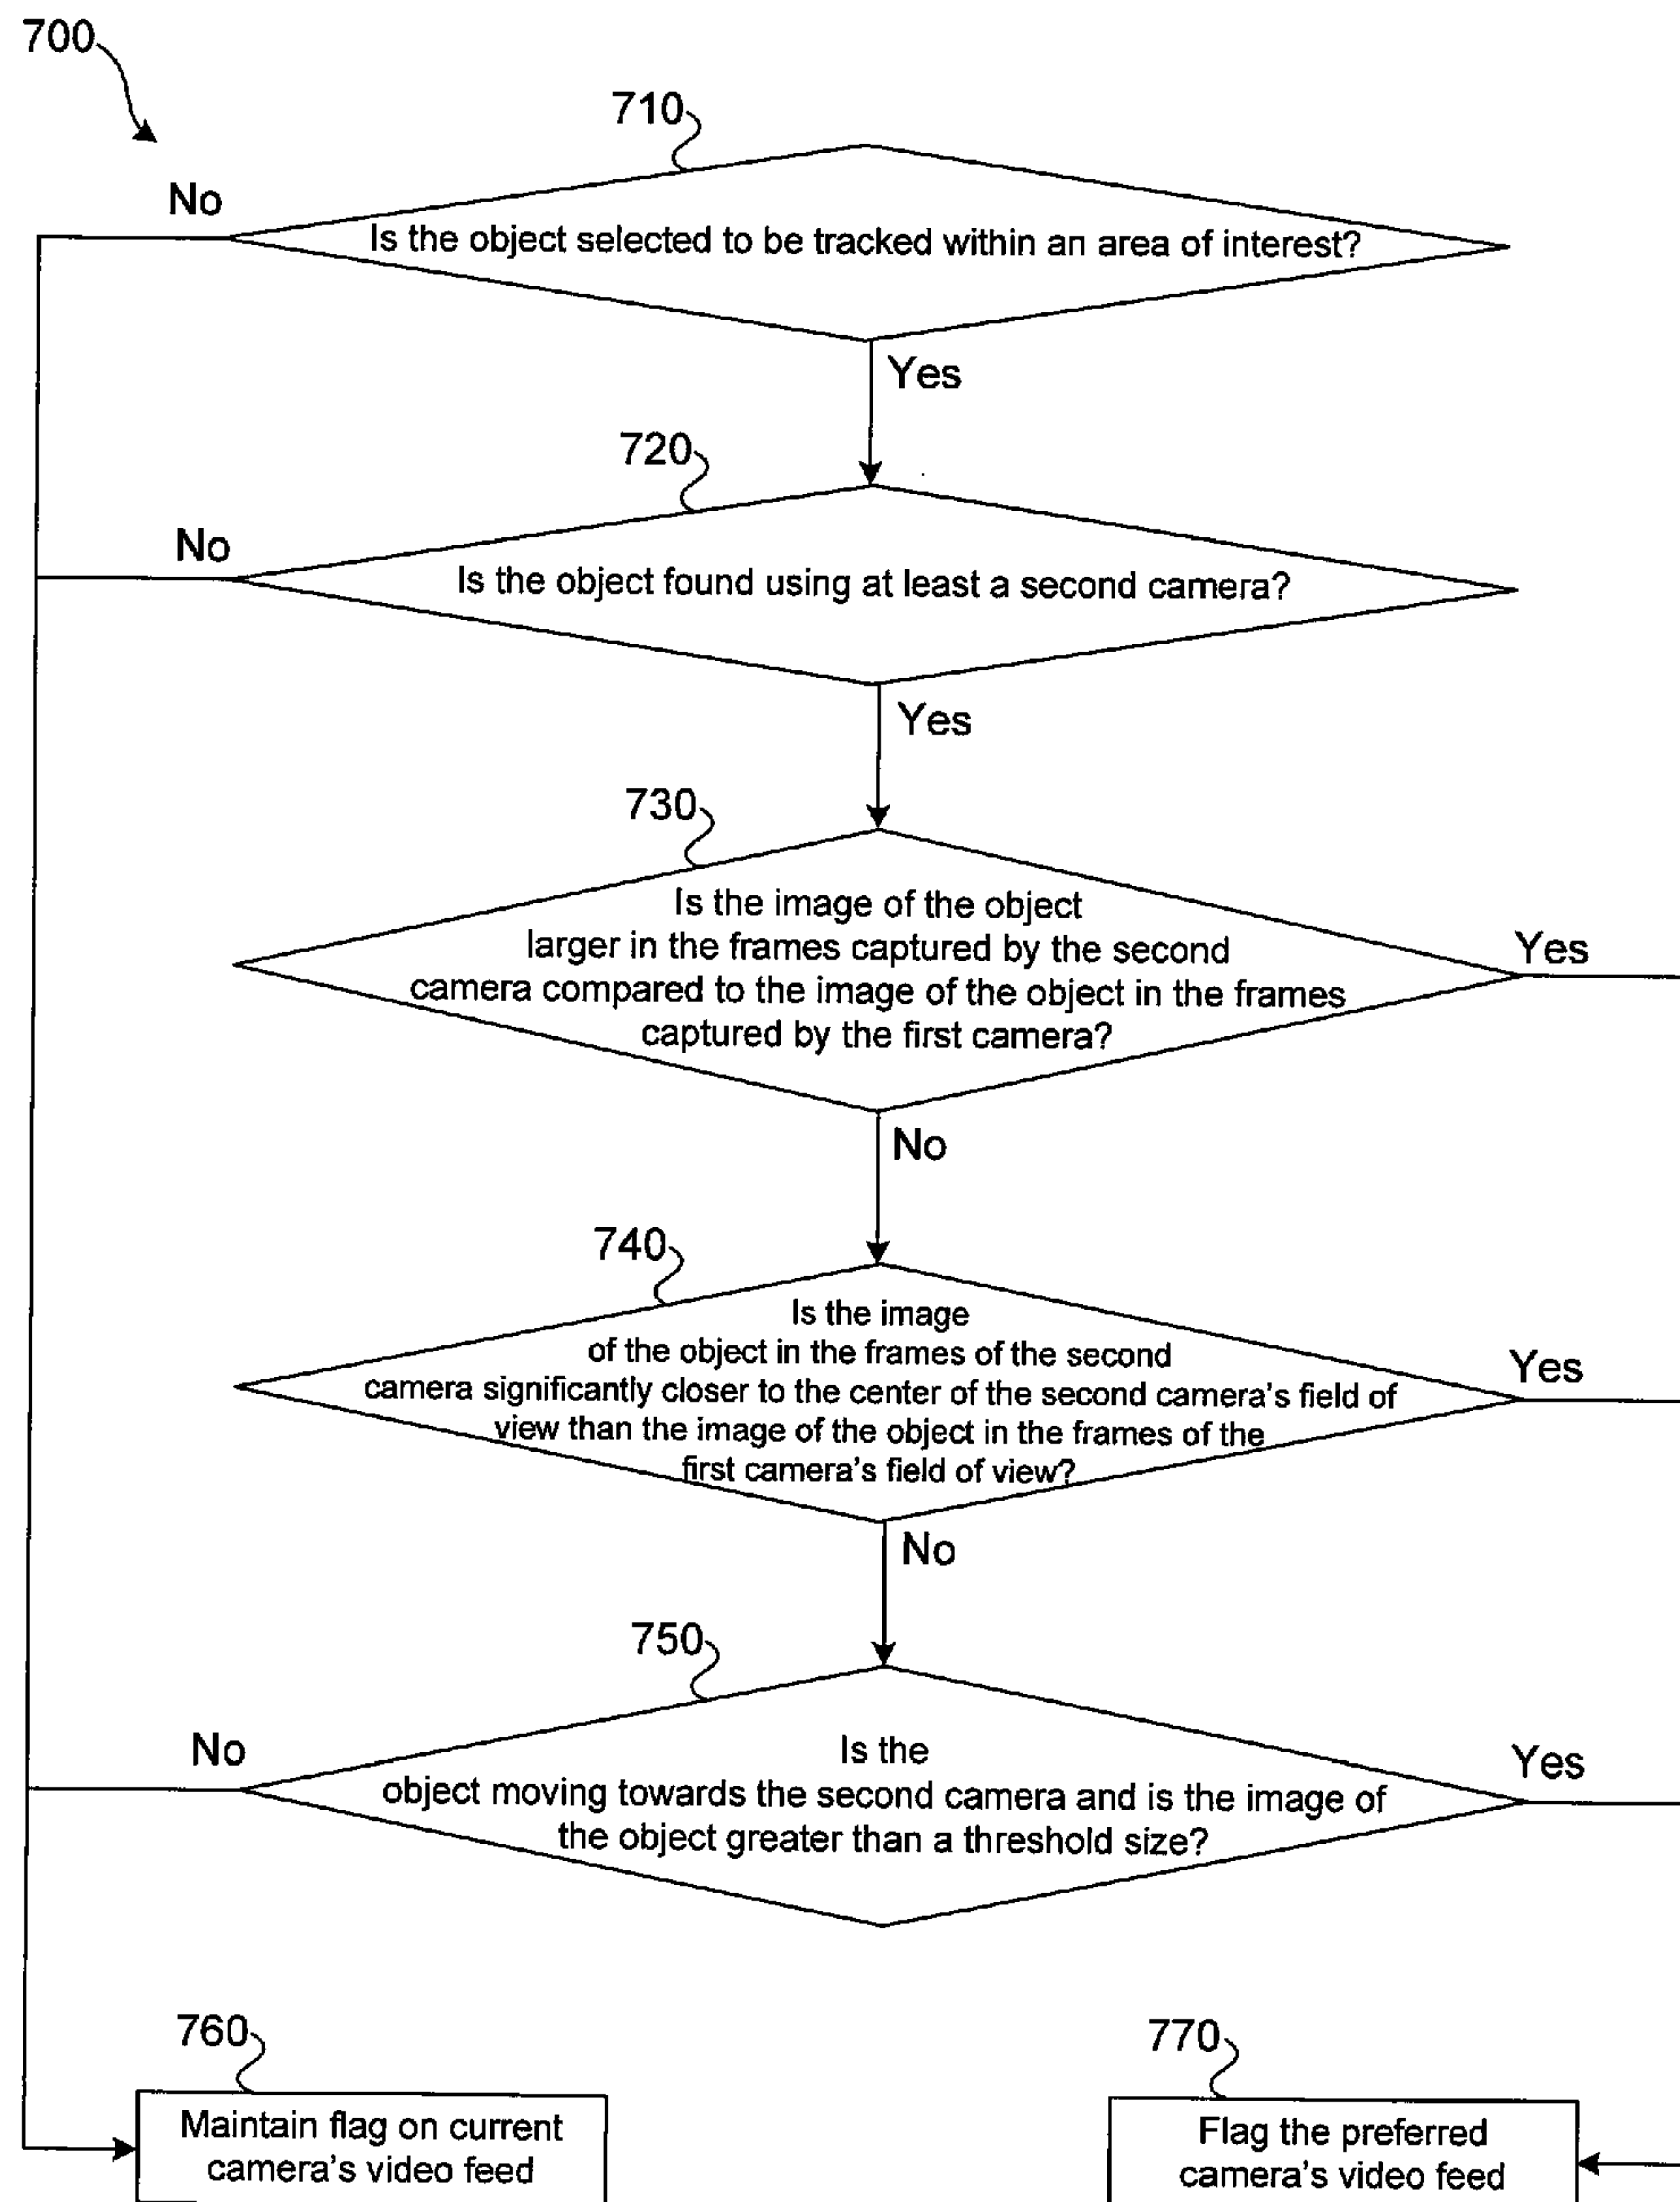 700
710
No
Is the object selected to be tracked within an area of interest?
Yes
720
No
Is the object found using at least a second camera?
Yes
730
Is the image of the object
larger in the frames captured by the second
camera compared to the image of the object in the frames
captured by the first camera?
Yes
No
740
Is the image
of the object in the frames of the second
camera significantly closer to the center of the second camera's field of
view than the image of the object in the frames of the
first camera's field of view?
Yes
No
750
No
Is the
object moving towards the second camera and is the image of
the object greater than a threshold size?
Yes
760
Maintain flag on current
camera's video feed
770
Flag the preferred
camera's video feed